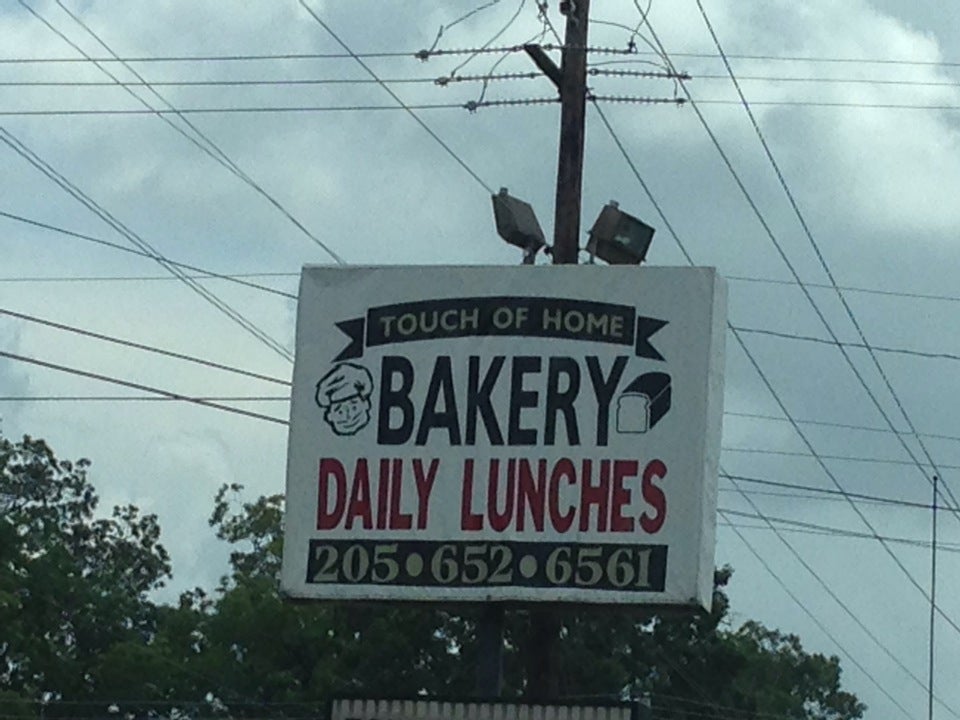 TOUCH OF HOME
BAKERY
DAILY LUNCHES
205•652•6561